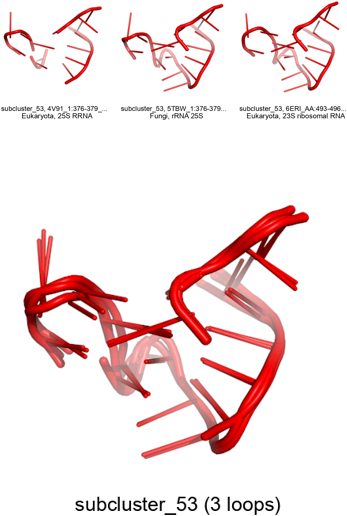 subcluster_53, 4V91_1:376-379_...
Eukaryota, 25S RRNA
subcluster_53, 5TBW_1:376-379...
Fungi, rRNA 25S
subcluster_53, 6ERI_AA:493-496...
Eukaryota, 23S ribosomal RNA
subcluster_53 (3 loops)